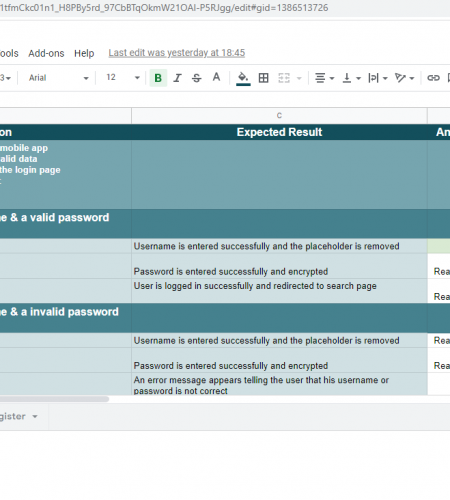 1tfmCkc01n1_H8PBy5rd_97CbBTqOkmW21OAI-P5RJgg/edit#gid=1386513726
ools Add-ons Help Last edit was yesterday at 18:45
3 Arial 12 B I S A
C
on Expected Result An
mobile app
alid data
the login page
e & a valid password
Username is entered successfully and the placeholder is removed
Password is entered successfully and encrypted Rea
User is logged in successfully and redirected to search page
Rea
e & a invalid password
Username is entered successfully and the placeholder is removed Rea
Password is entered successfully and encrypted Rea
An error message appears telling the user that his username or
password is not correct
gister